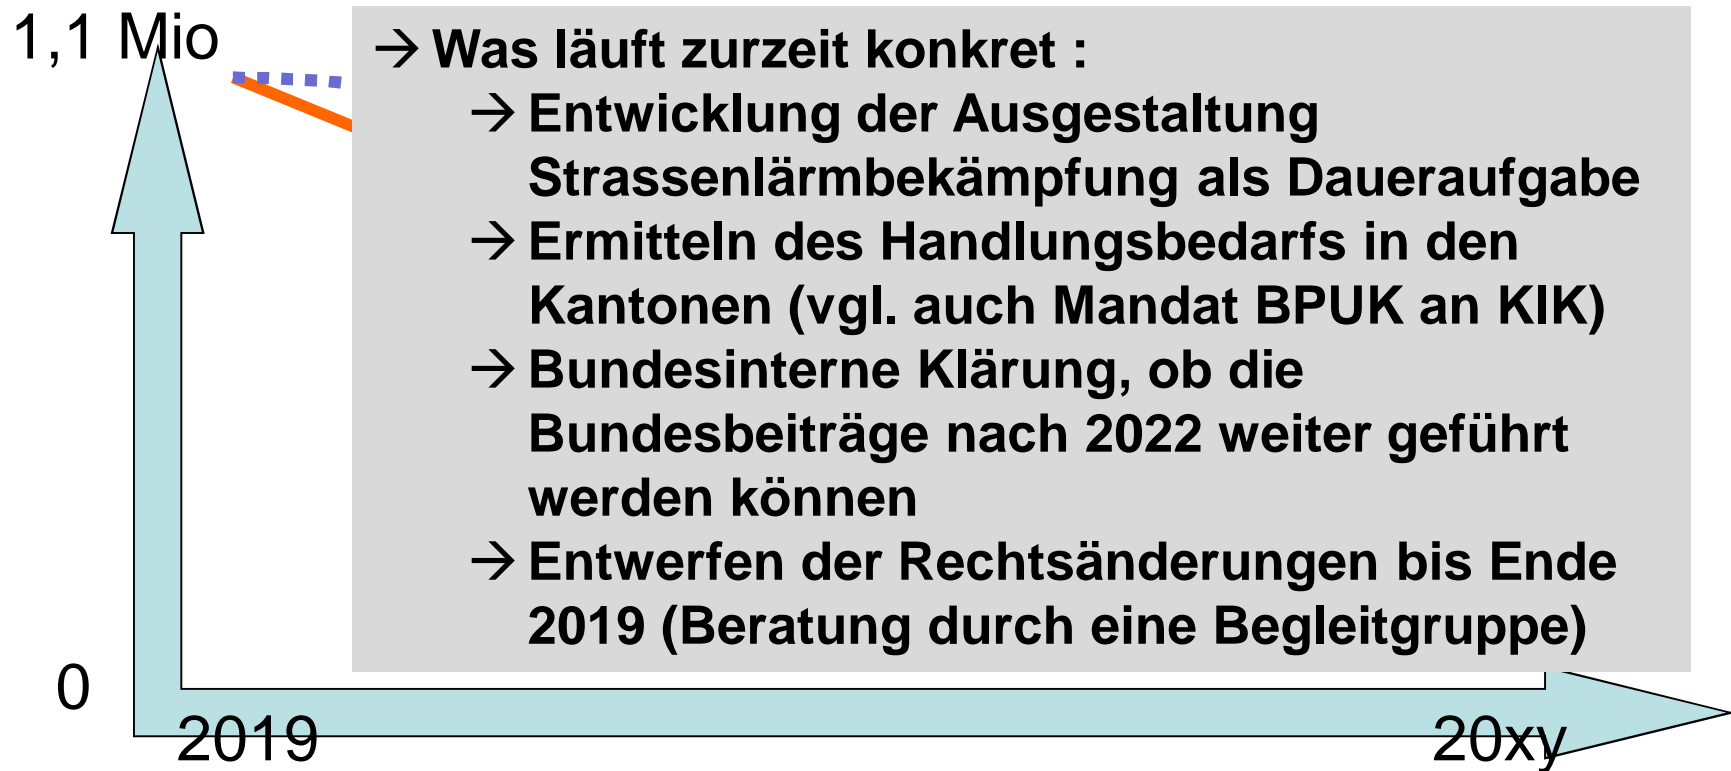 1,1 Mio
→ Was läuft zurzeit konkret :
→ Entwicklung der Ausgestaltung
Strassenlärmbekämpfung als Daueraufgabe
→ Ermitteln des Handlungsbedarfs in den
Kantonen (vgl. auch Mandat BPUK an KIK)
→ Bundesinterne Klärung, ob die
Bundesbeiträge nach 2022 weiter geführt
werden können
→ Entwerfen der Rechtsänderungen bis Ende
2019 (Beratung durch eine Begleitgruppe)
0
2019
20xy